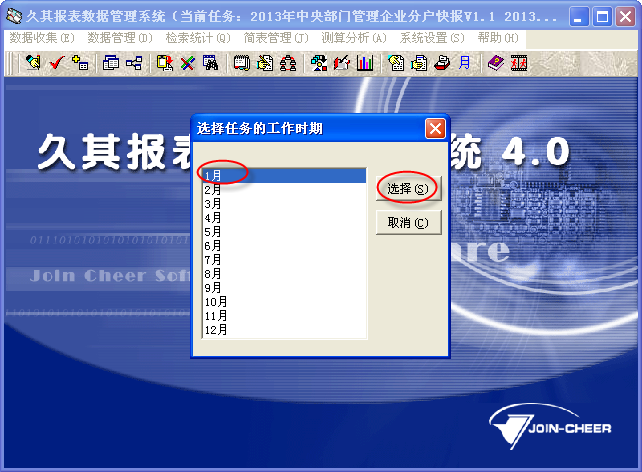 久其报表数据管理系统（当前任务：2013年中央部门管理企业分户快报V1.1 2013...
数据收集(E) 数据管理(D) 检索统计(Q) 简表管理(T) 测算分析(A) 系统设置(S) 帮助(H)
月
久其报表
统 4.0
选择任务的工作时期
1月
2月
3月
4月
5月
6月
7月
8月
9月
10月
11月
12月
选择(S)
取消(C)
Join Cheer Sof
are
JOIN-CHEER